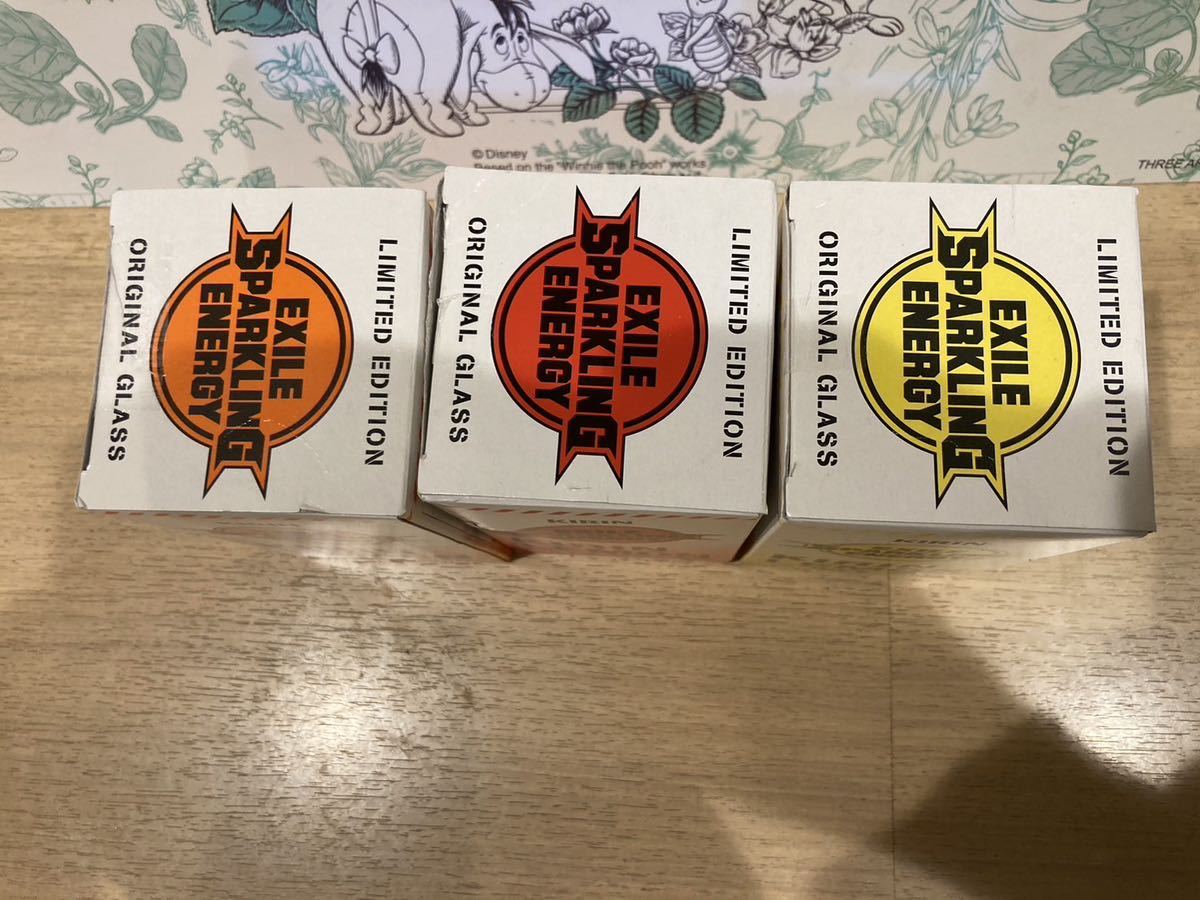 © Disney
Based on the "Winnie the Pooh" works
THREE
LIMITED EDITION
EXILE
SPARKLING
ENERGY
ORIGINAL GLASS
LIMITED EDITION
EXILE
SPARKLING
ENERGY
ORIGINAL GLASS
LIMITED EDITION
EXILE
SPARKLING
ENERGY
ORIGINAL GLASS
KIRIN
KIRIN